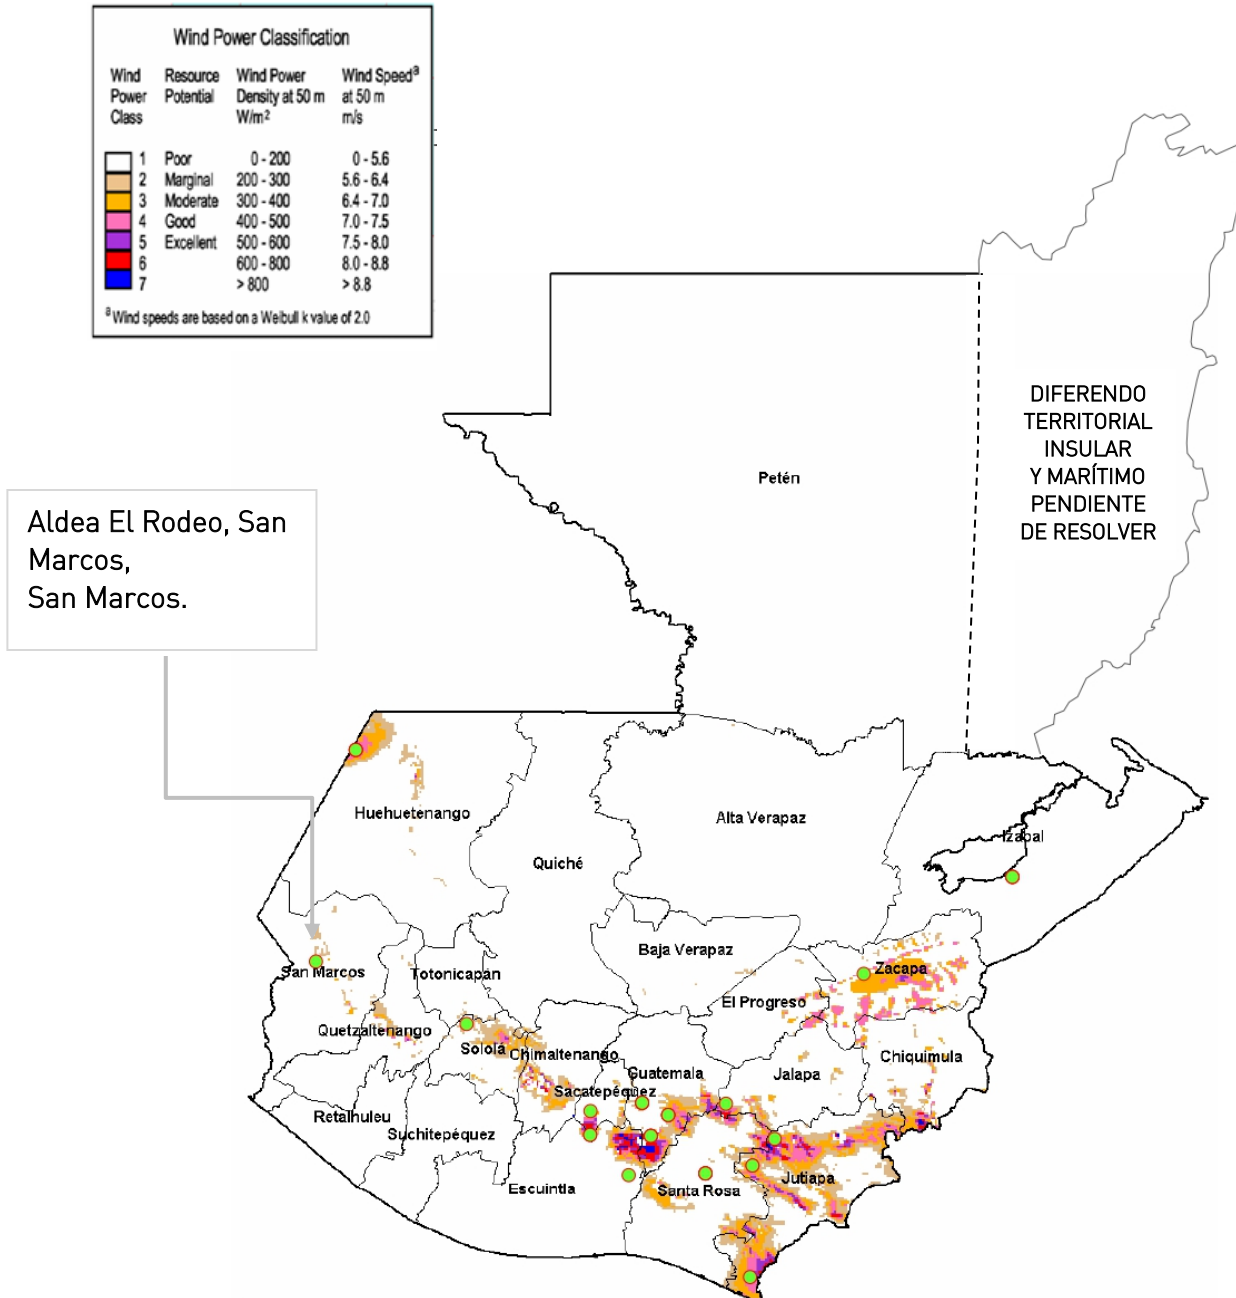 Wind Power Classification
Wind Resource Wind Power Wind Speedª
Power Potential Density at 50 m at 50 m
Class W/m² m/s
1 Poor 0 - 200 0 - 5.6
2 Marginal 200 - 300 5.6 - 6.4
3 Moderate 300 - 400 6.4 - 7.0
4 Good 400 - 500 7.0 - 7.5
5 Excellent 500 - 600 7.5 - 8.0
6 600 - 800 8.0 - 8.8
7 > 800 > 8.8
ª Wind speeds are based on a Weibull k value of 2.0
DIFERENDO
TERRITORIAL
INSULAR
Y MARÍTIMO
PENDIENTE
DE RESOLVER
Petén
Aldea El Rodeo, San
Marcos,
San Marcos.
Huehuetenango
Alta Verapaz
Izabal
Quiché
Baja Verapaz
Zacapa
San Marcos
Totonicapán
El Progreso
Quetzaltenango
Sololá
Chimaltenango
Chiquimula
Guatemala
Jalapa
Sacatepéquez
Retalhuleu
Suchitepéquez
Jutiapa
Escuintla
Santa Rosa